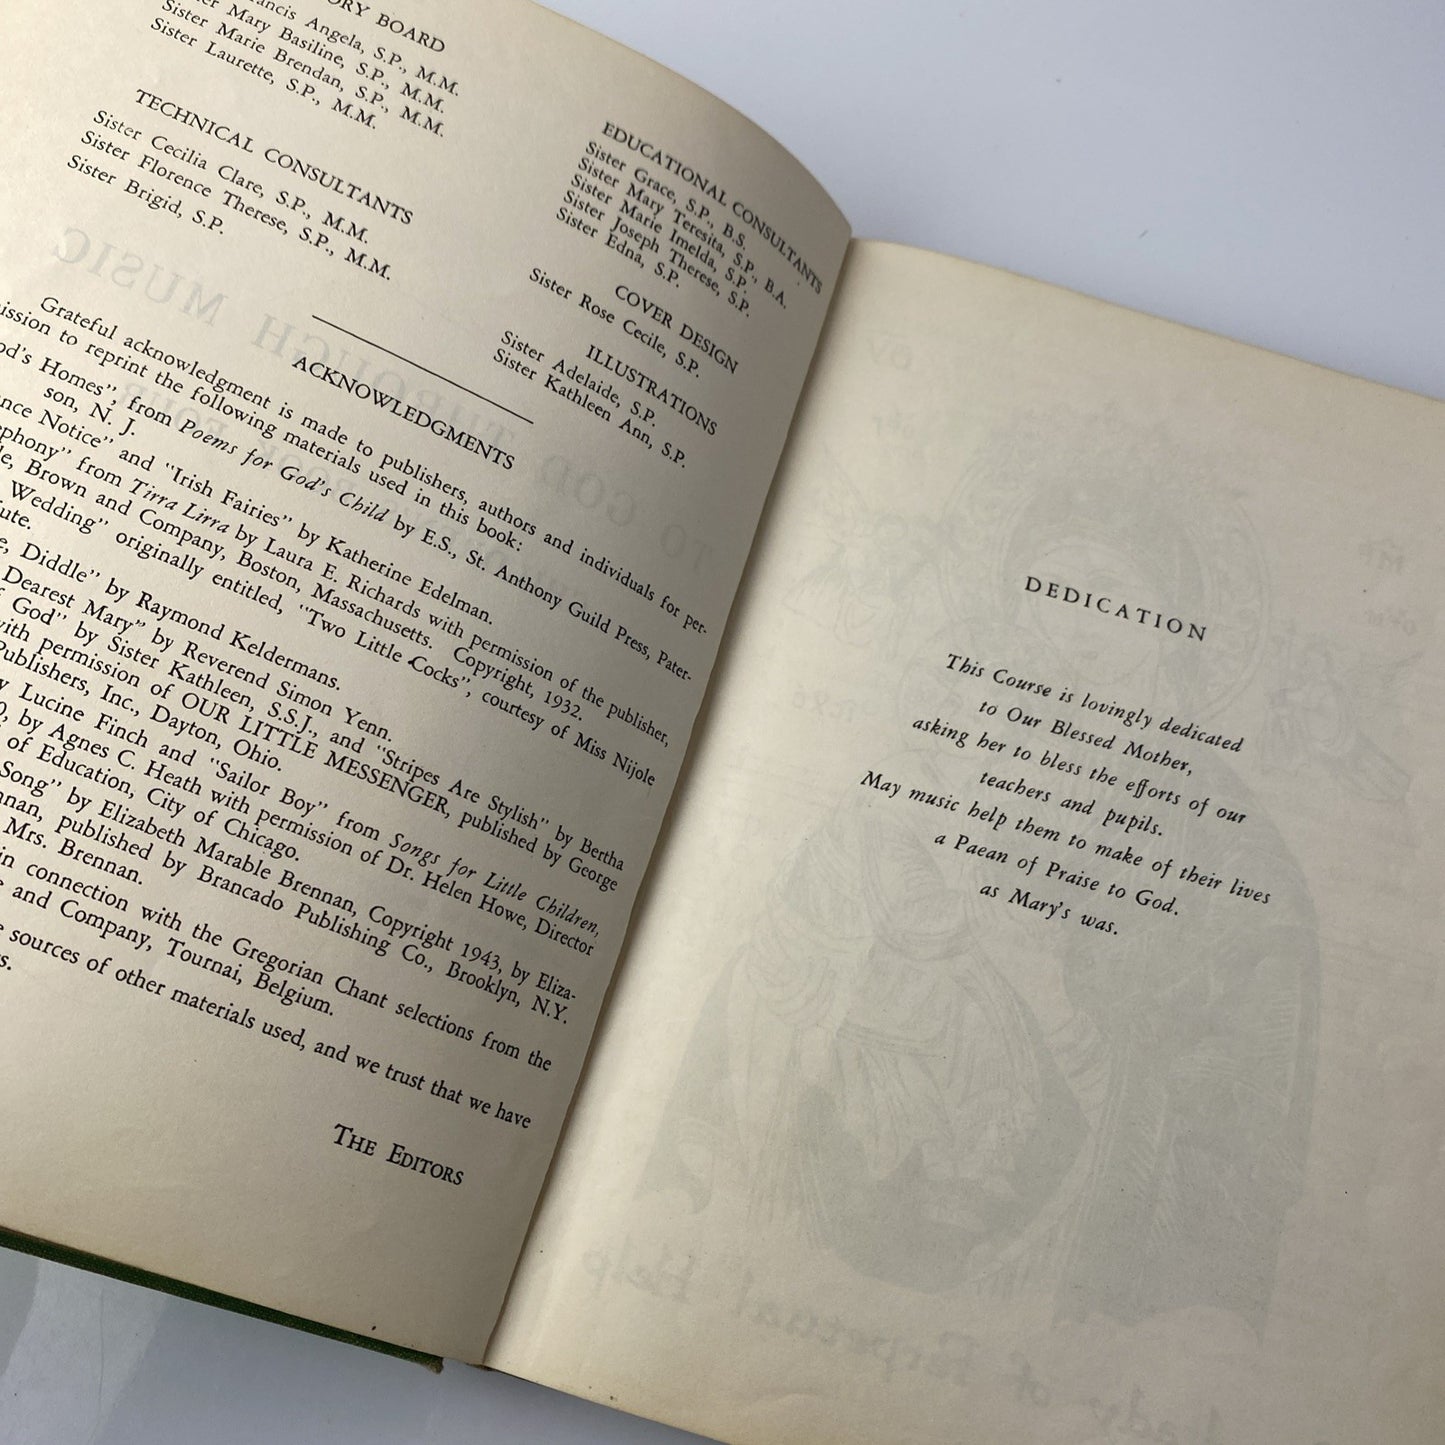 ORY BOARD
ncis Angela, S.P., M.M.
Sister Mary Basiline, S.P., M.M.
Sister Marie Brendan, S.P., M.M.
Sister Laurette, S.P., M.M.
TECHNICAL CONSULTANTS
Sister Cecilia Clare, S.P., M.M.
Sister Florence Therese, S.P., M.M.
Sister Brigid, S.P.
EDUCATIONAL CONSULTANTS
Sister Grace, S.P., B.S.
Sister Mary Teresita, S.P., B.A.
Sister Marie Imelda, S.P.
Sister Joseph Therese, S.P.
Sister Edna, S.P.
COVER DESIGN
Sister Rose Cecile, S.P.
ILLUSTRATIONS
Sister Adelaide, S.P.
Sister Kathleen Ann, S.P.
ACKNOWLEDGMENTS
Grateful acknowledgment is made to publishers, authors and individuals for per-
mission to reprint the following materials used in this book:
od's Homes", from Poems for God's Child by E.S., St. Anthony Guild Press, Pater-
son, N. J.
ance Notice" and "Irish Fairies" by Katherine Edelman.
ephony" from Tirra Lirra by Laura E. Richards with permission of the publisher,
le, Brown and Company, Boston, Massachusetts. Copyright, 1932.
Wedding" originally entitled, "Two Little Cocks", courtesy of Miss Nijole
ute.
e, Diddle" by Raymond Keldermans.
Dearest Mary" by Reverend Simon Yenn.
f God" by Sister Kathleen, S.S.J., and "Stripes Are Stylish" by Bertha
with permission of OUR LITTLE MESSENGER, published by George
Publishers, Inc., Dayton, Ohio.
y Lucine Finch and "Sailor Boy" from Songs for Little Children,
0, by Agnes C. Heath with permission of Dr. Helen Howe, Director
of Education, City of Chicago.
Song" by Elizabeth Marable Brennan, Copyright 1943, by Eliza-
nnan, published by Brancado Publishing Co., Brooklyn, N.Y.
Mrs. Brennan.
in connection with the Gregorian Chant selections from the
e and Company, Tournai, Belgium.
e sources of other materials used, and we trust that we have
s.
THE EDITORS
DEDICATION
This Course is lovingly dedicated
to Our Blessed Mother,
asking her to bless the efforts of our
teachers and pupils.
May music help them to make of their lives
a Paean of Praise to God.
as Mary's was.